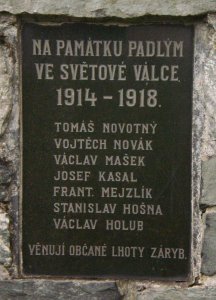 NA PAMÁTKU PADLÝM
VE SVĚTOVÉ VÁLCE
1914 - 1918.
TOMÁŠ NOVOTNÝ
VOJTĚCH NOVÁK
VÁCLAV MAŠEK
JOSEF KASAL
FRANT. MEJZLÍK
STANISLAV HOŠNA
VÁCLAV HOLUB
VĚNUJÍ OBČANÉ LHOTY ZÁRYB.